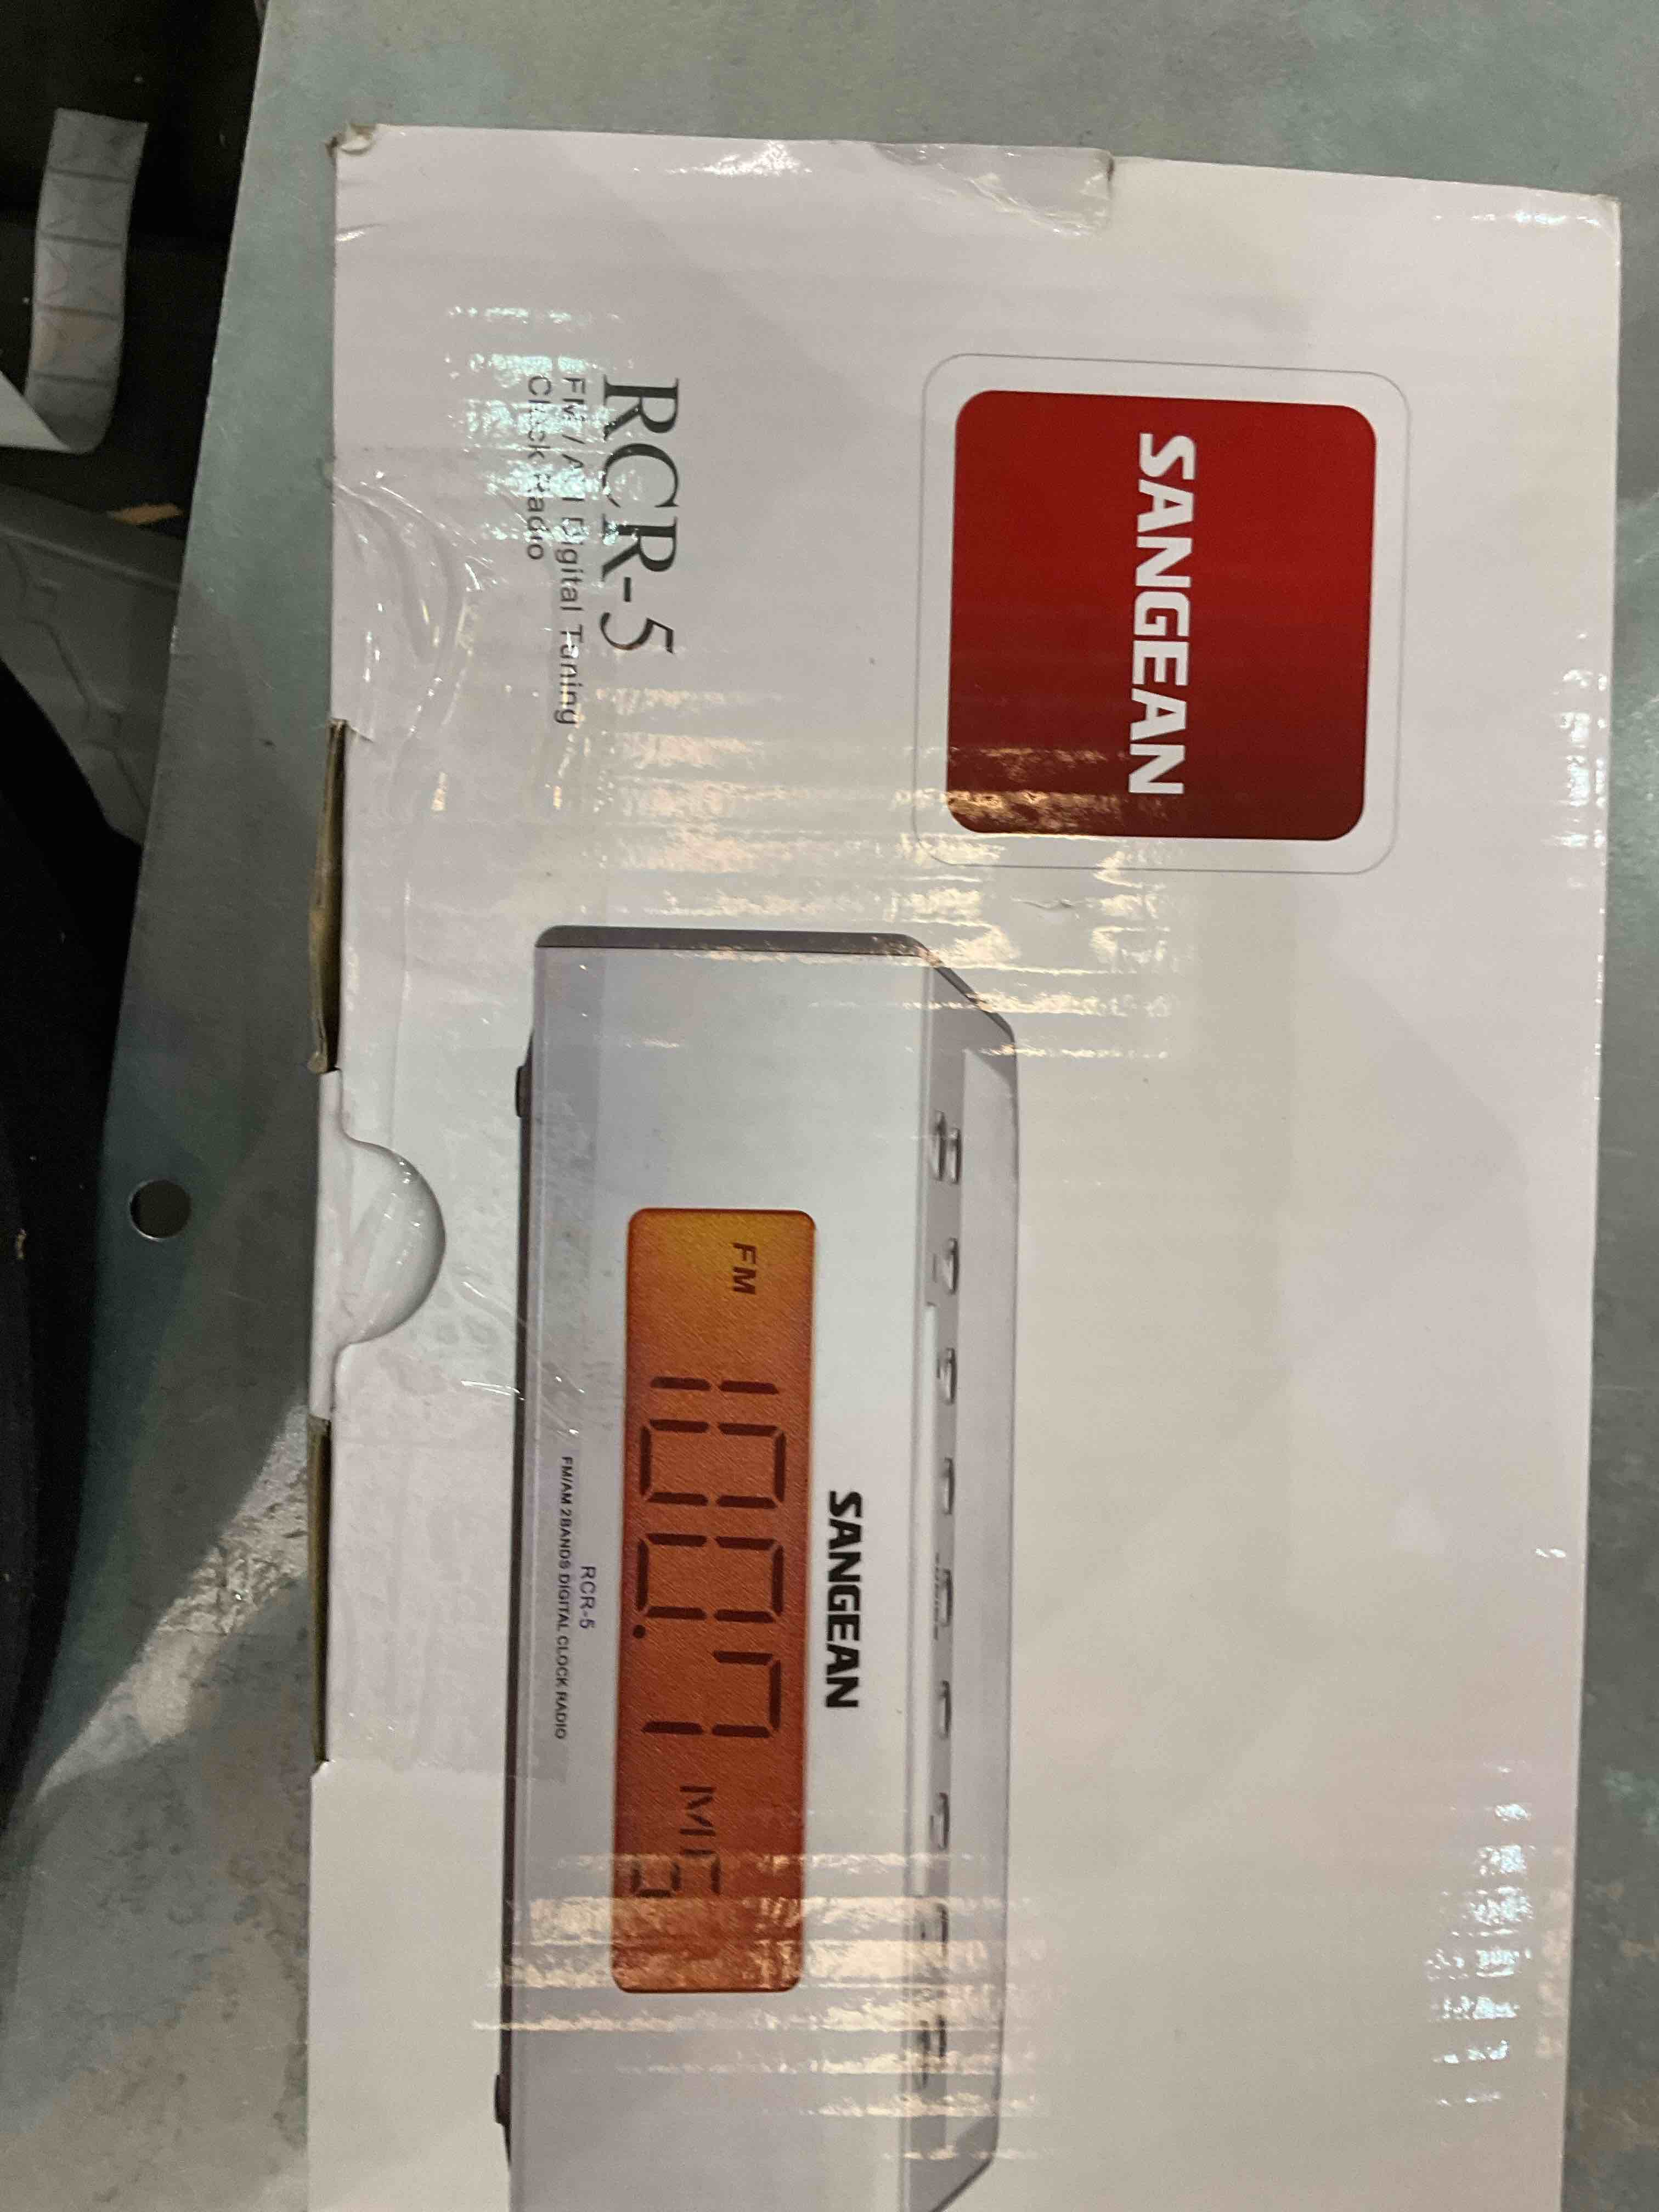 SANGEAN
RCR-5
FM / AM Digital Tuning
Clock Radio
SANGEAN
FM 100.7
RCR-5
FM/AM 2BANDS DIGITAL CLOCK RADIO